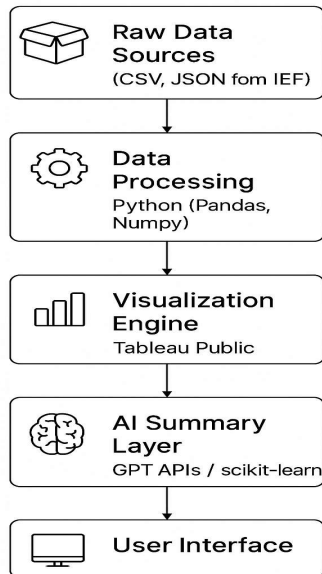 Raw Data
Sources
(CSV, JSON fom IEF)
Data
Processing
Python (Pandas,
Numpy)
Visualization
Engine
Tableau Public
AI Summary
Layer
GPT APIs / scikit-learn
User Interface